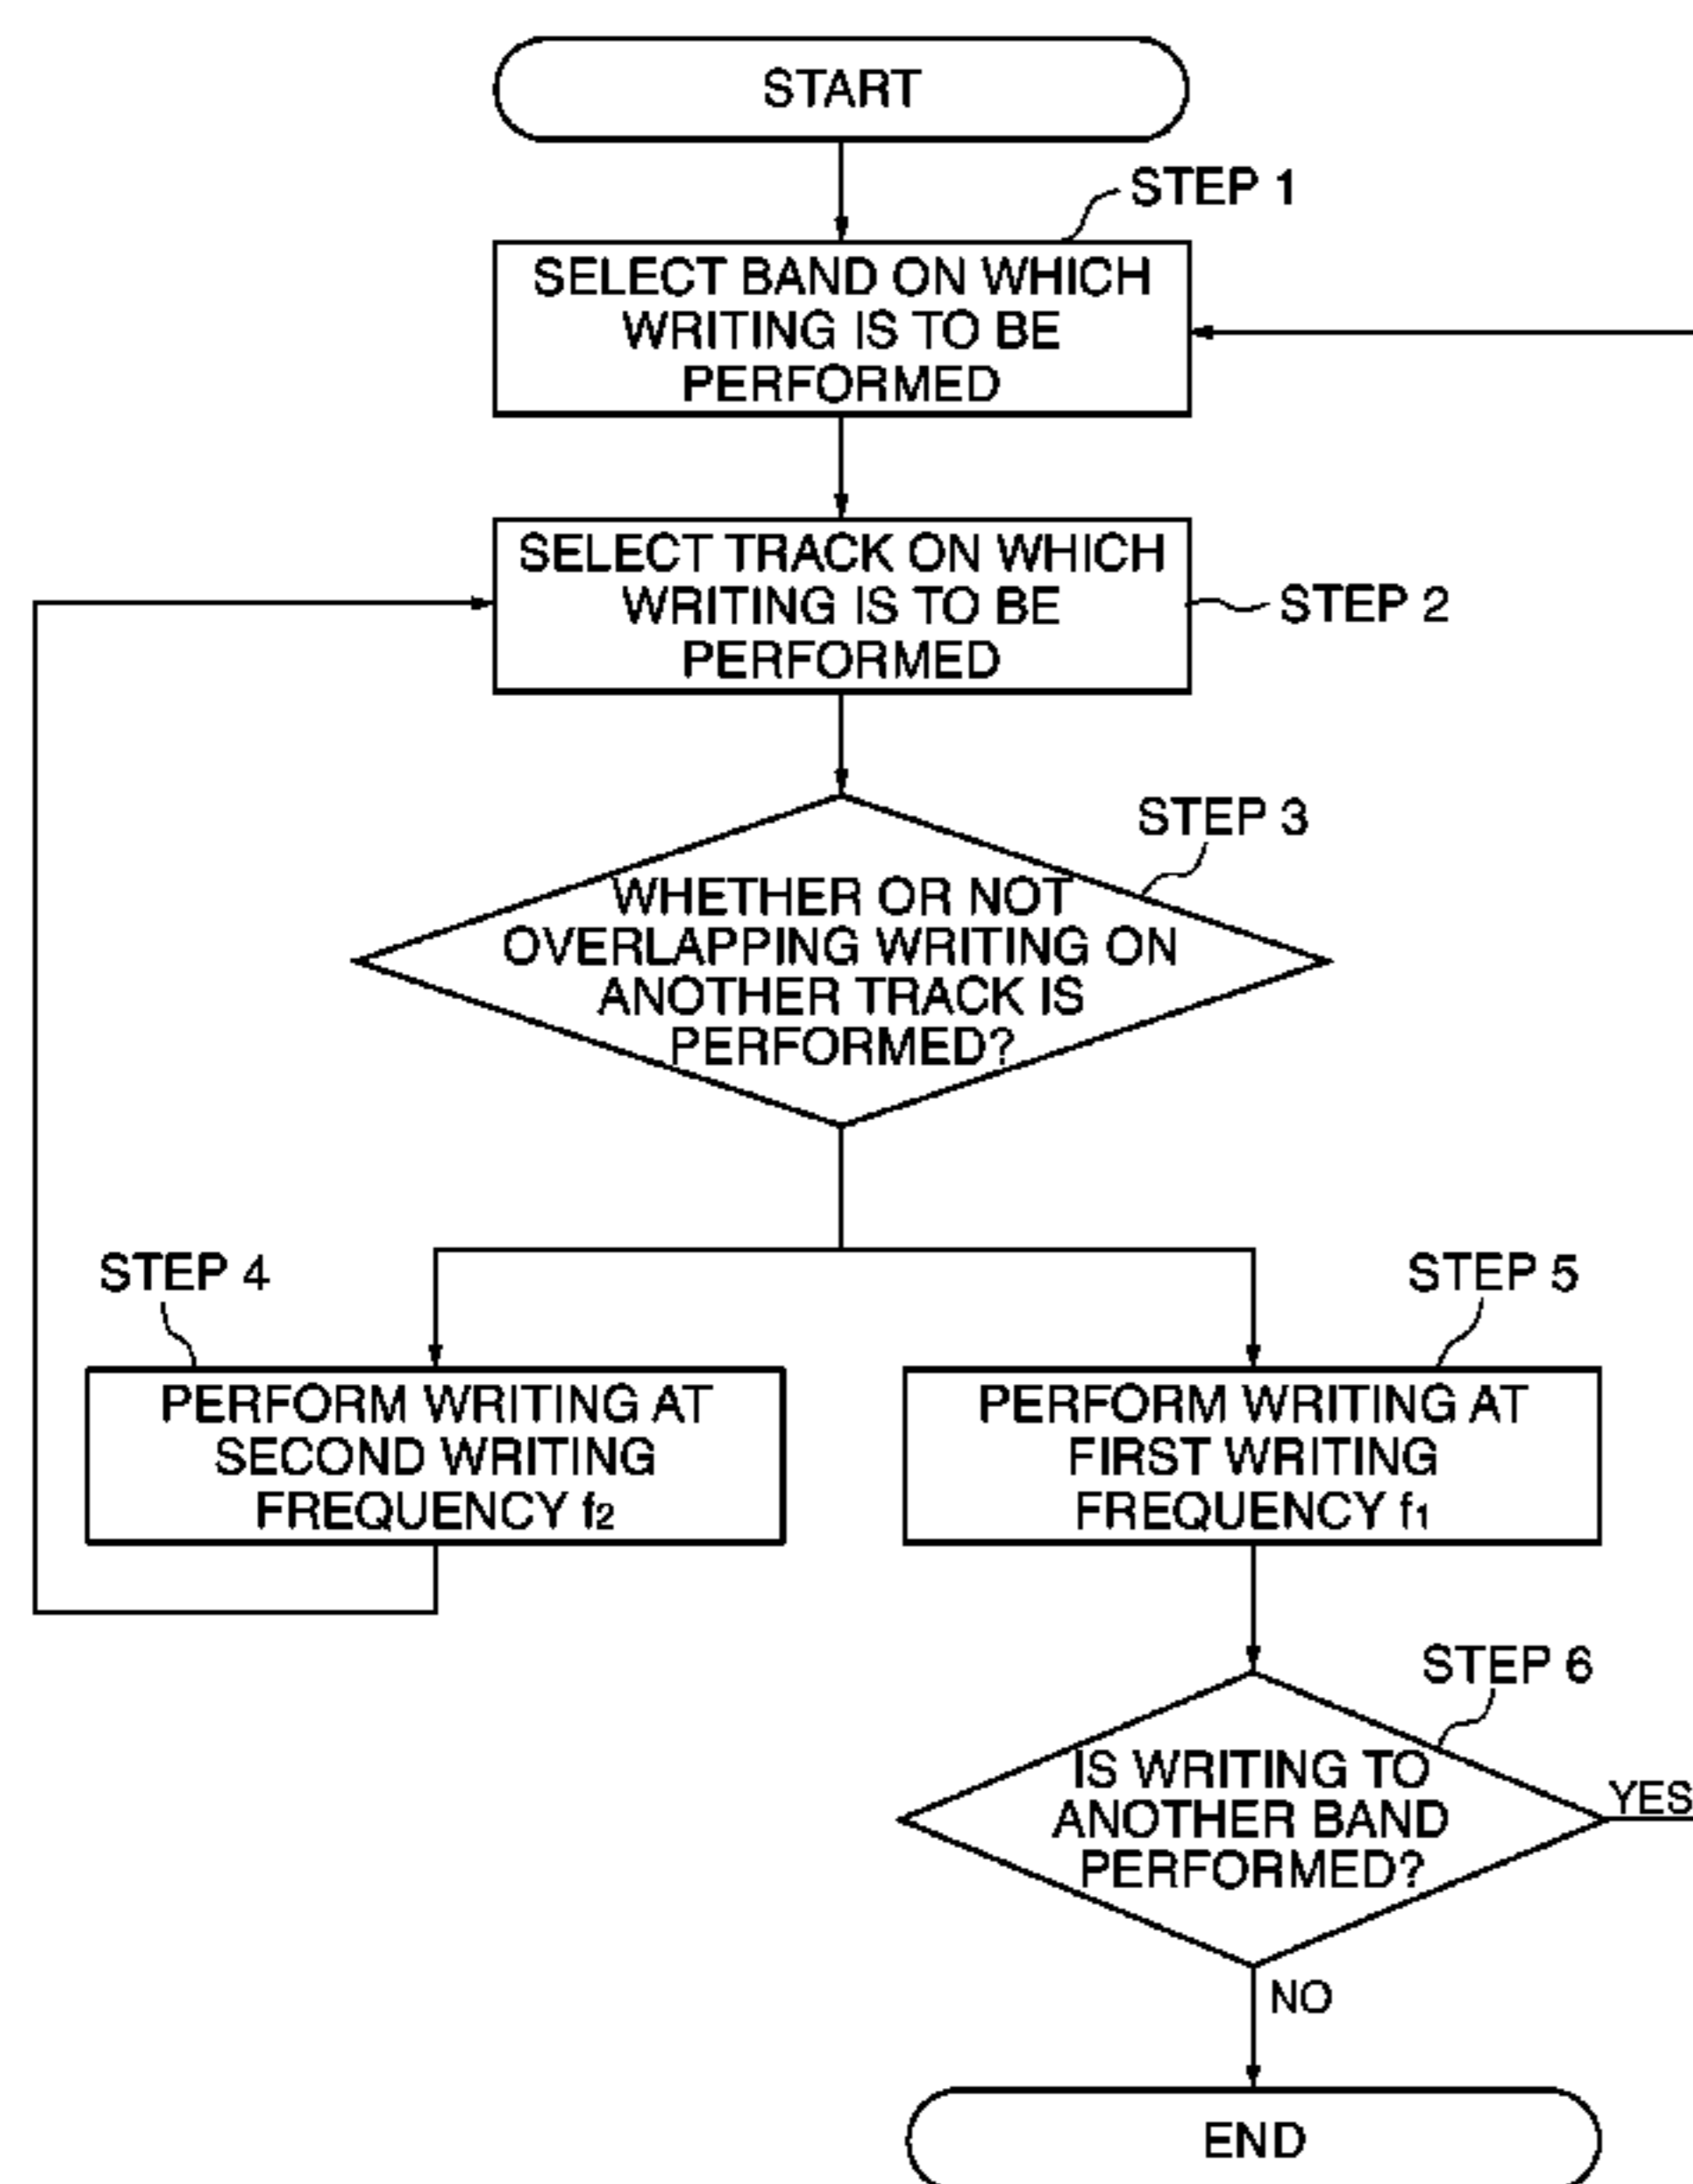 START
STEP 1
SELECT BAND ON WHICH
WRITING IS TO BE
PERFORMED
SELECT TRACK ON WHICH
WRITING IS TO BE
PERFORMED
STEP 2
STEP 3
WHETHER OR NOT
OVERLAPPING WRITING ON
ANOTHER TRACK IS
PERFORMED?
STEP 4
PERFORM WRITING AT
SECOND WRITING
FREQUENCY f2
STEP 5
PERFORM WRITING AT
FIRST WRITING
FREQUENCY f1
STEP 6
IS WRITING TO
ANOTHER BAND
PERFORMED?
YES
NO
END